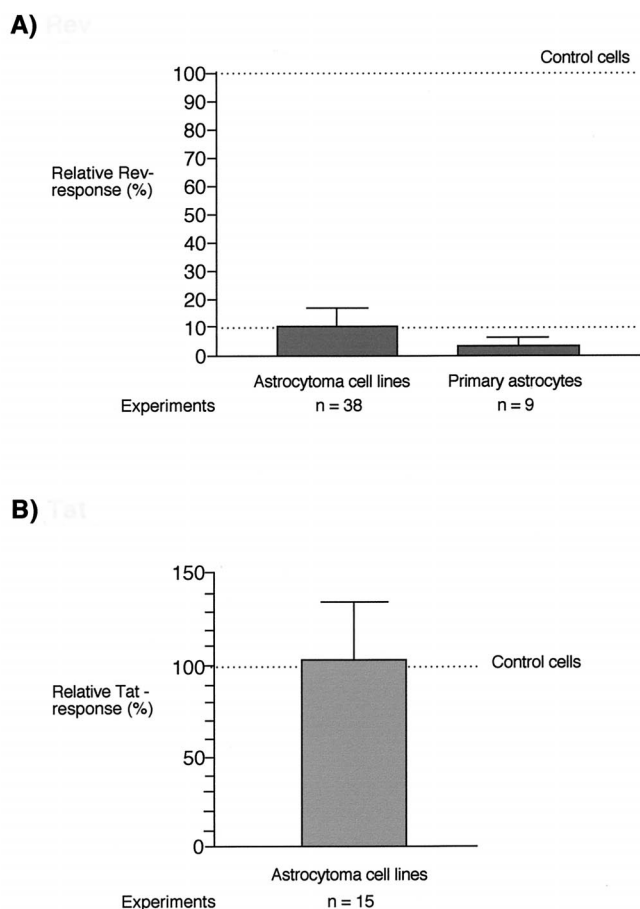 A) Rev
Control cells
100
90
80
70
60
50
40
30
20
10
0
Relative Rev-
response (%)
Astrocytoma cell lines Primary astrocytes
Experiments n = 38 n = 9
B) Tat
150
100
50
0
Control cells
Relative Tat -
response (%)
Astrocytoma cell lines
Experiments n = 15